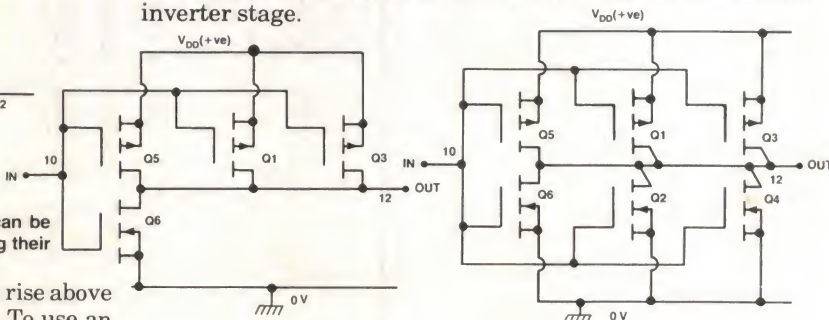 inverter stage.
VDD(+ve)
2
IN
10
Q5
Q1
Q3
12
OUT
Q6
0 V
can be
g their
rise above
To use an
VDD(+ve)
IN
10
Q5
Q1
Q3
12
OUT
Q6
Q2
Q4
0 V